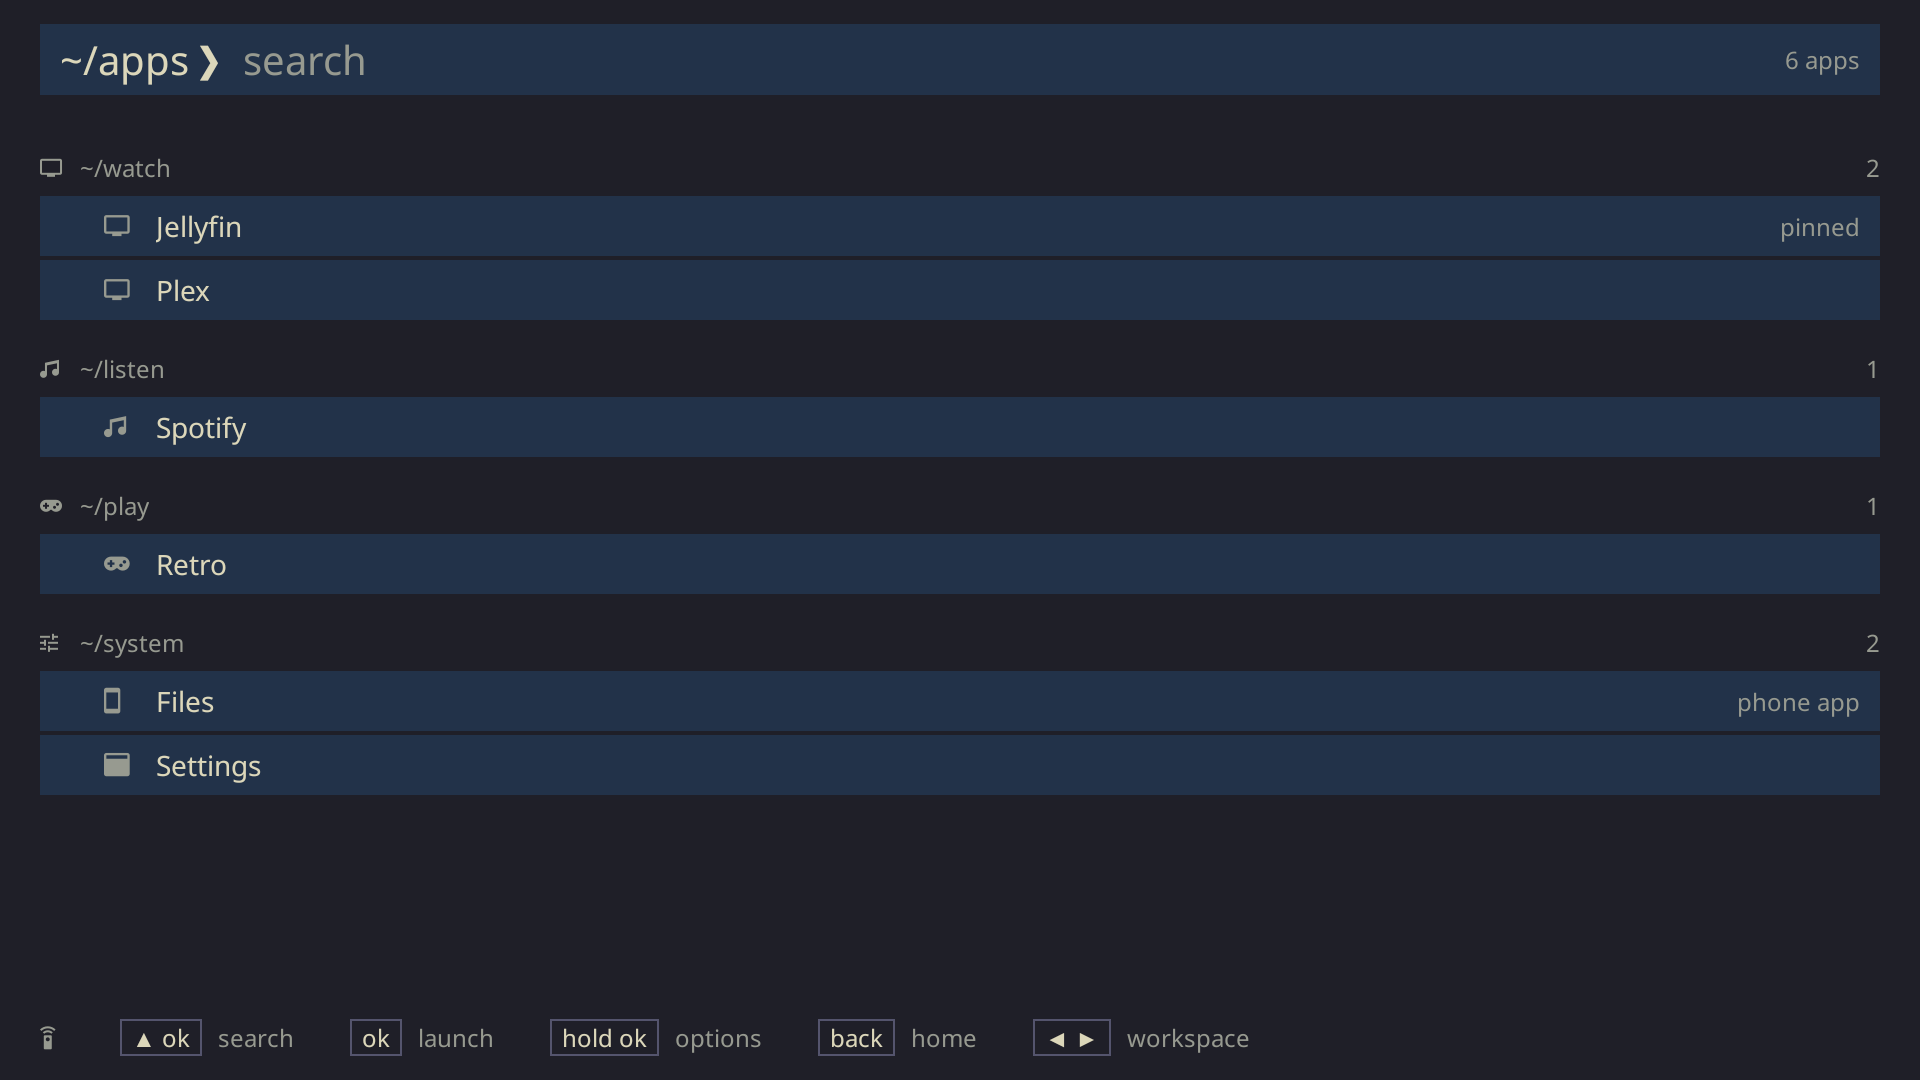 ~/apps❯ search 6 apps
~/watch 2
Jellyfin pinned
Plex
~/listen 1
Spotify
~/play 1
Retro
~/system 2
Files phone app
Settings
▲ ok search ok launch hold ok options back home ◄ ► workspace